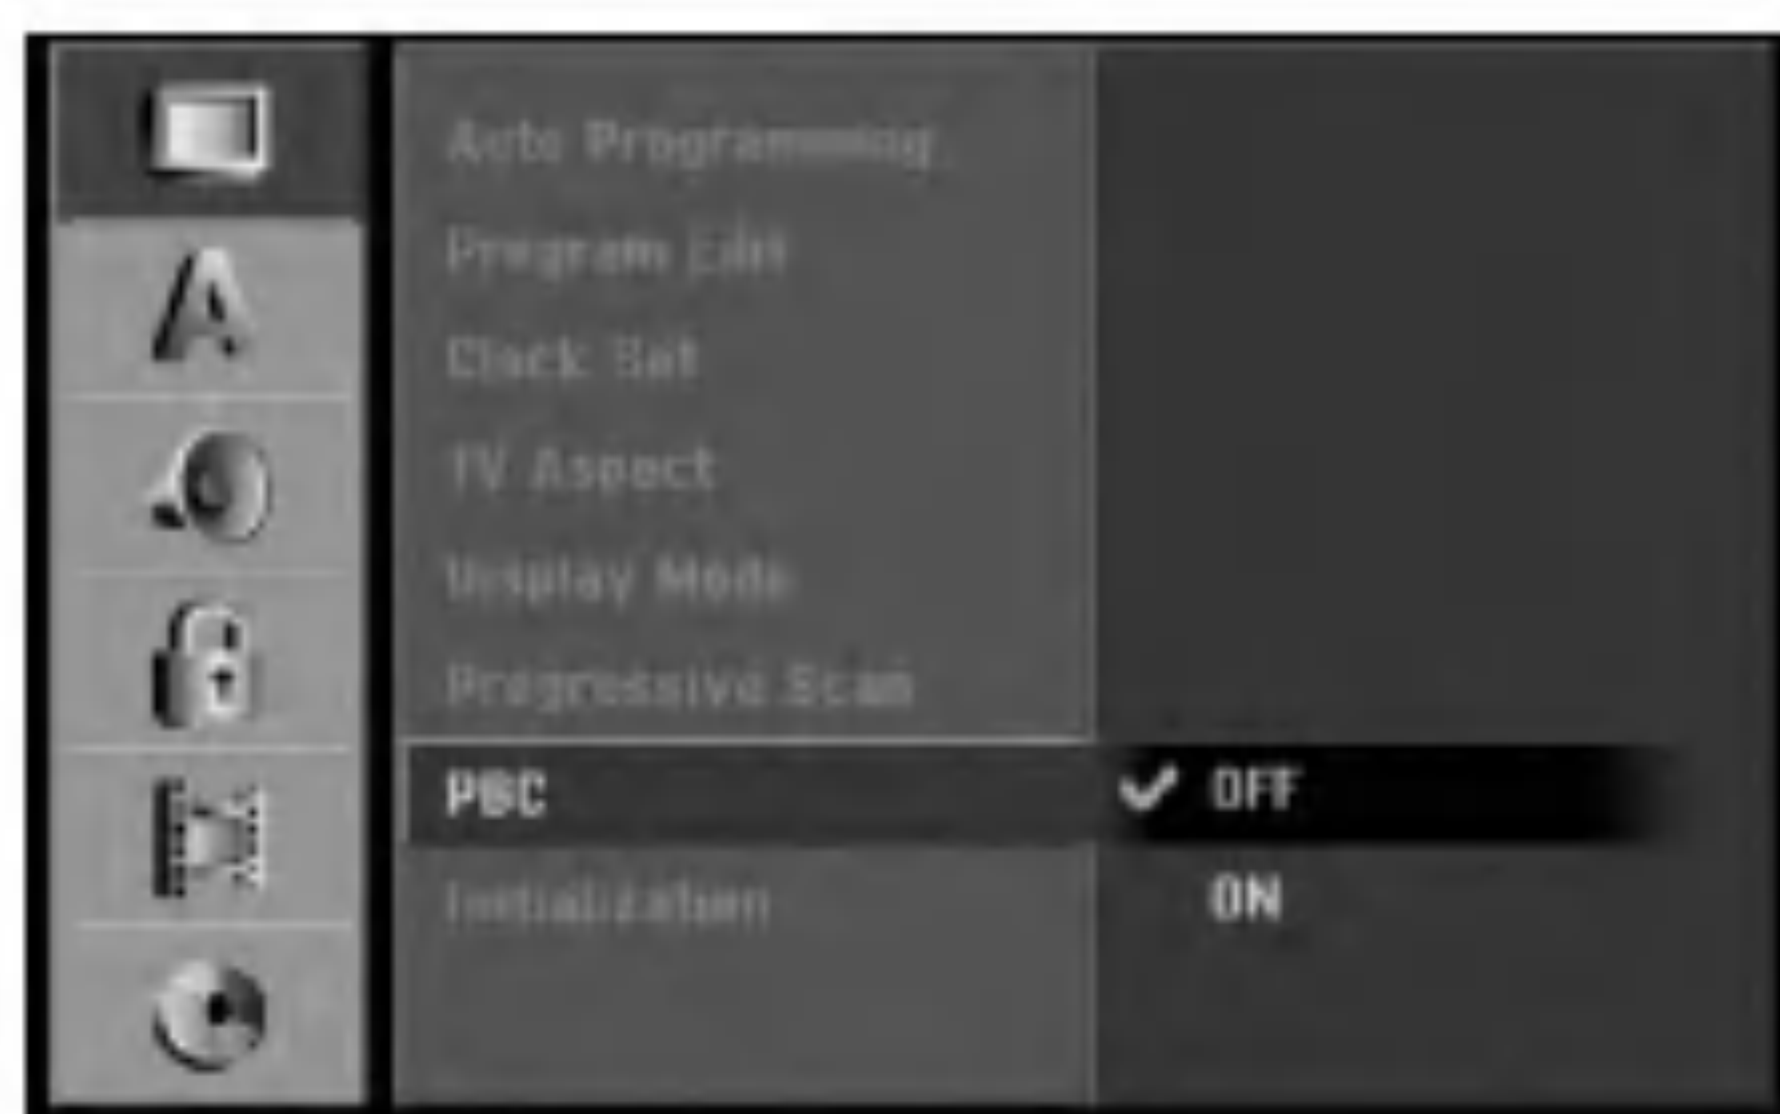 Auto Programming
Program Edit
Clock Set
TV Aspect
Display Mode
Progressive Scan
PBC
✔ OFF
ON
Initialization